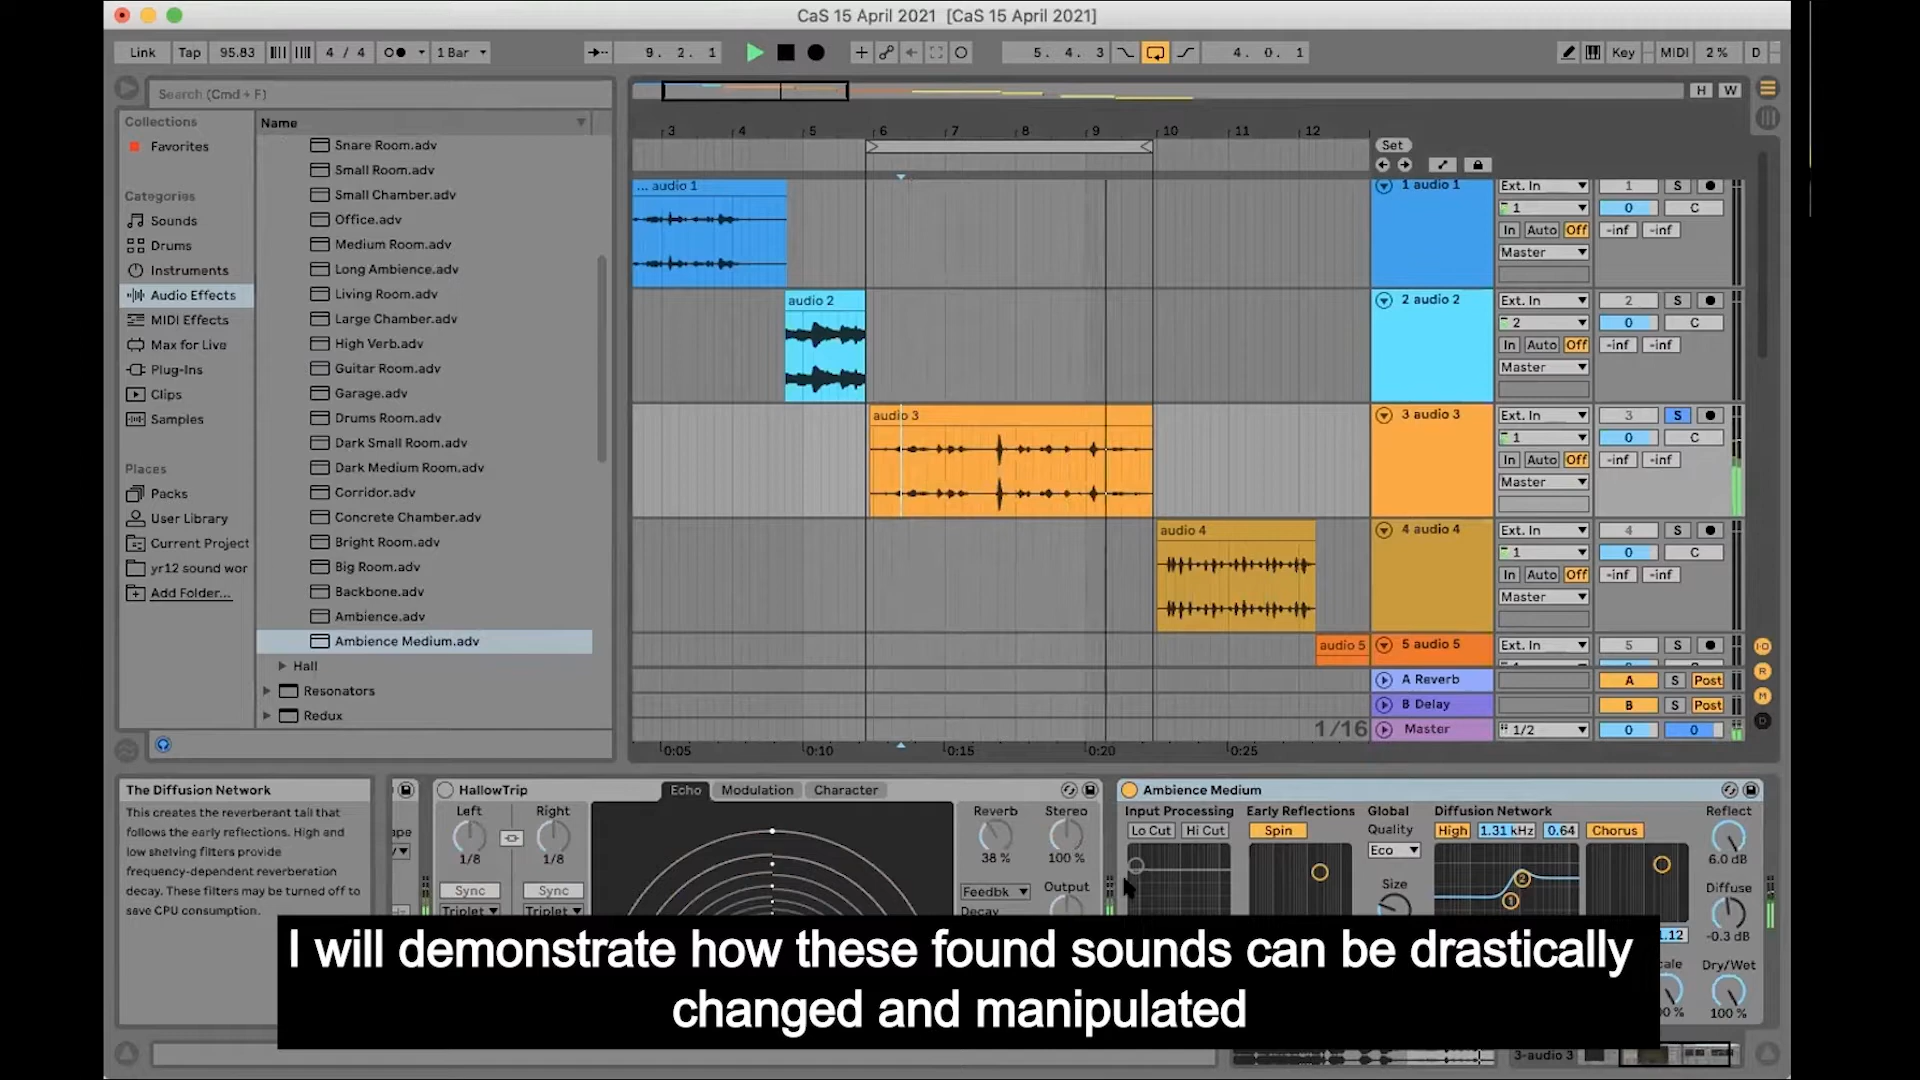 CaS 15 April 2021 [CaS 15 April 2021]
Link Tap 95.83 4 / 4 1 Bar 9. 2. 1 5. 4. 3 4. 0. 1 Key MIDI 2 % D
Search (Cmd + F)
H W
Collections
Favorites
Categories
Sounds
Drums
Instruments
Audio Effects
MIDI Effects
Max for Live
Plug-Ins
Clips
Samples
Places
Packs
User Library
Current Project
yr12 sound wor
Add Folder...
Name
Snare Room.adv
Small Room.adv
Small Chamber.adv
Office.adv
Medium Room.adv
Long Ambience.adv
Living Room.adv
Large Chamber.adv
High Verb.adv
Guitar Room.adv
Garage.adv
Drums Room.adv
Dark Small Room.adv
Dark Medium Room.adv
Corridor.adv
Concrete Chamber.adv
Bright Room.adv
Big Room.adv
Backbone.adv
Ambience.adv
Ambience Medium.adv
Hall
Resonators
Redux
3 4 5 6 7 8 9 10 11 12
Set
... audio 1
audio 2
audio 3
audio 4
audio 5
1/16
0:05 0:10 0:15 0:20 0:25
1 audio 1 Ext. In 1 S
1 0 C
In Auto Off -inf -inf
Master
2 audio 2 Ext. In 2 S
2 0 C
In Auto Off -inf -inf
Master
3 audio 3 Ext. In 3 S
1 0 C
In Auto Off -inf -inf
Master
4 audio 4 Ext. In 4 S
1 0 C
In Auto Off -inf -inf
Master
5 audio 5 Ext. In 5 S
A Reverb A S Post
B Delay B S Post
Master 1/2 0 0
I·O
R
M
D
The Diffusion Network
This creates the reverberant tail that
follows the early reflections. High and
low shelving filters provide
frequency-dependent reverberation
decay. These filters may be turned off to
save CPU consumption.
HallowTrip Echo Modulation Character
Left Right
1/8 1/8
Sync Sync
Triplet Triplet
Reverb Stereo
38 % 100 %
Feedbk Output
Decay
Ambience Medium
Input Processing Early Reflections Global Diffusion Network Reflect
Lo Cut Hi Cut Spin Quality High 1.31 kHz 0.64 Chorus
Eco
6.0 dB
Size
2
1
Diffuse
-0.3 dB
Dry/Wet
100 %
I will demonstrate how these found sounds can be drastically
changed and manipulated
3-audio 3